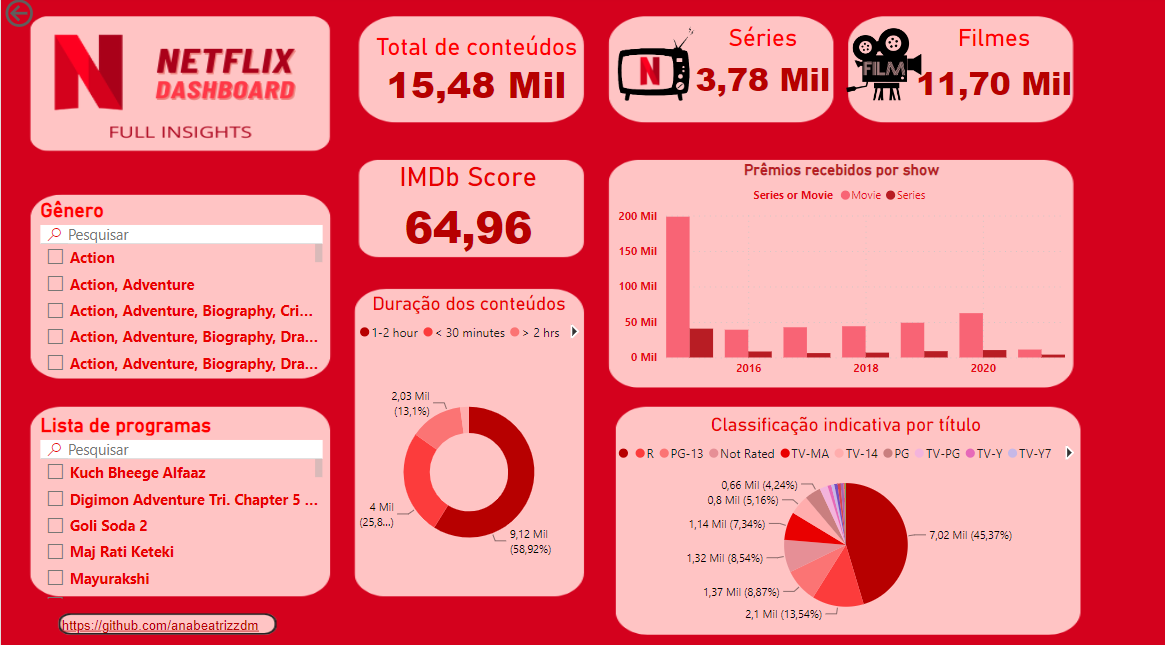 N
NETFLIX
DASHBOARD
FULL INSIGHTS
Total de conteúdos
15,48 Mil
N
Séries
3,78 Mil
FILM
Filmes
11,70 Mil
IMDb Score
64,96
Gênero
Pesquisar
Action
Action, Adventure
Action, Adventure, Biography, Cri...
Action, Adventure, Biography, Dra...
Action, Adventure, Biography, Dra...
Lista de programas
Pesquisar
Kuch Bheege Alfaaz
Digimon Adventure Tri. Chapter 5 ...
Goli Soda 2
Maj Rati Keteki
Mayurakshi
https://github.com/anabeatrizzdm
Duração dos conteúdos
1-2 hour < 30 minutes > 2 hrs
2,03 Mil
(13,1%)
4 Mil
(25,8...)
9,12 Mil
(58,92%)
Prêmios recebidos por show
Series or Movie Movie Series
200 Mil
150 Mil
100 Mil
50 Mil
0 Mil
2016 2018 2020
Classificação indicativa por título
R PG-13 Not Rated TV-MA TV-14 PG TV-PG TV-Y TV-Y7
0,66 Mil (4,24%)
0,8 Mil (5,16%)
1,14 Mil (7,34%)
1,32 Mil (8,54%)
1,37 Mil (8,87%)
2,1 Mil (13,54%)
7,02 Mil (45,37%)